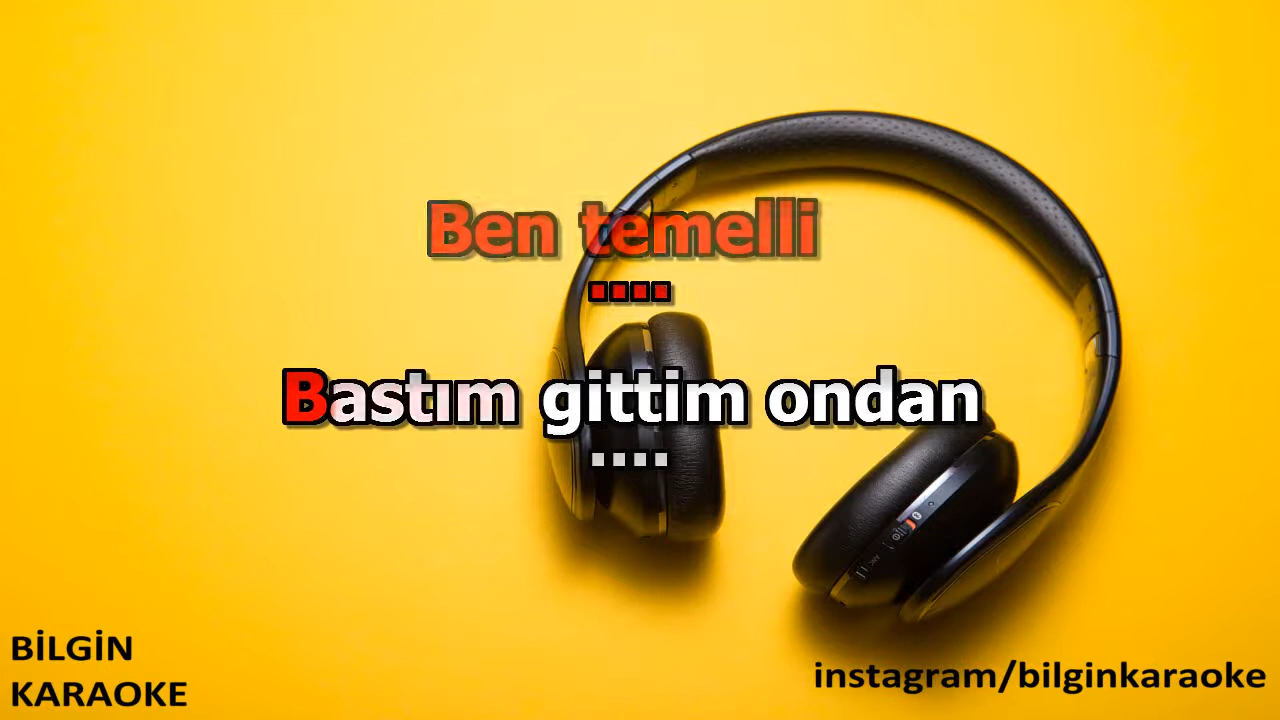 Ben temelli
....
Bastım gittim ondan
....
BİLGİN
KARAOKE
instagram/bilginkaraoke